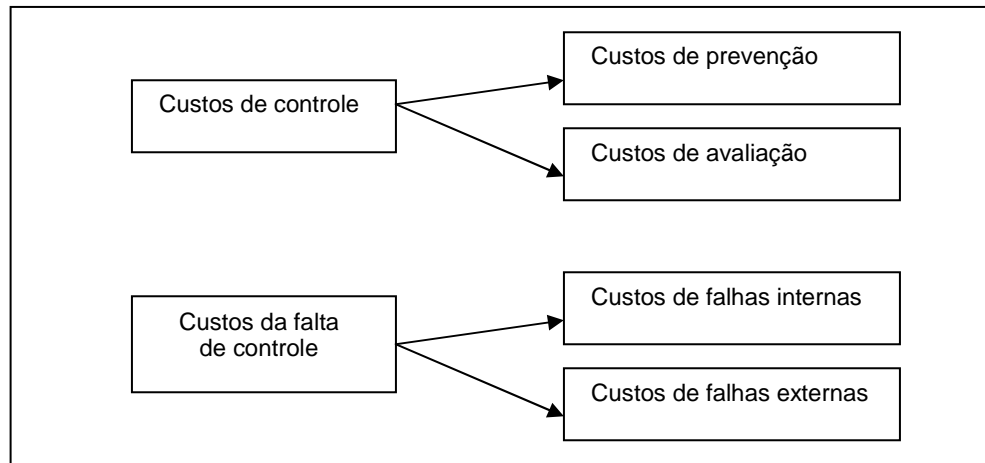 Custos de prevenção
Custos de controle
Custos de avaliação
Custos de falhas internas
Custos da falta
de controle
Custos de falhas externas